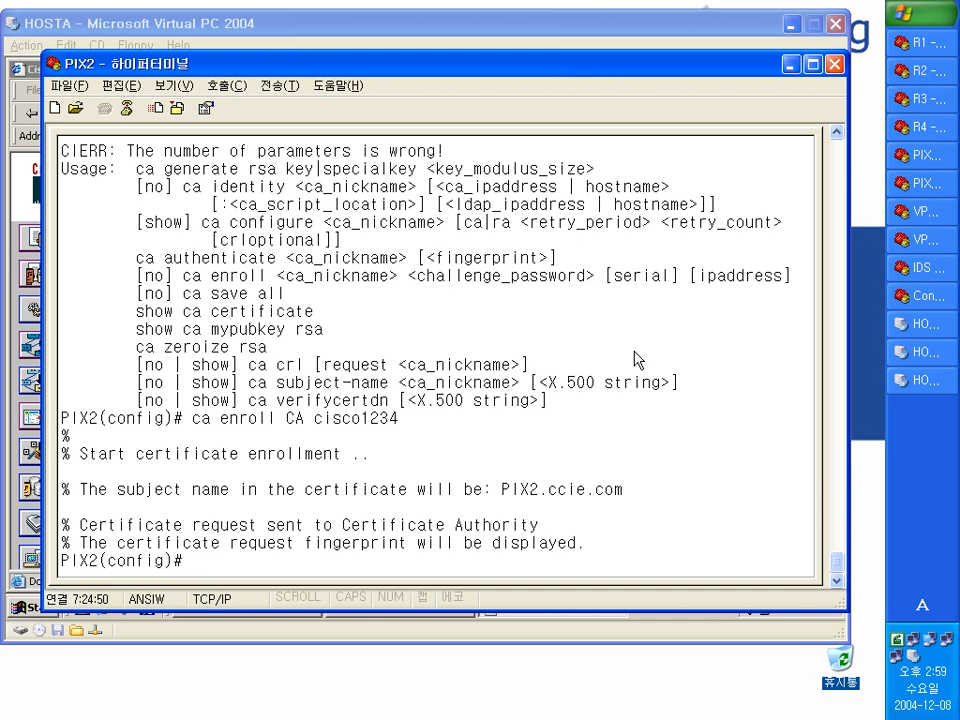 HOSTA - Microsoft Virtual PC 2004
Action Edit CD Floppy Help
PIX2 - 하이퍼터미널
파일(F) 편집(E) 보기(V) 호출(C) 전송(T) 도움말(H)
CIERR: The number of parameters is wrong!
Usage: ca generate rsa key|specialkey <key_modulus_size>
[no] ca identity <ca_nickname> [<ca_ipaddress | hostname>
[:<ca_script_location>] [<ldap_ipaddress | hostname>]]
[show] ca configure <ca_nickname> [ca|ra <retry_period> <retry_count>
[crloptional]]
ca authenticate <ca_nickname> [<fingerprint>]
[no] ca enroll <ca_nickname> <challenge_password> [serial] [ipaddress]
[no] ca save all
show ca certificate
show ca mypubkey rsa
ca zeroize rsa
[no | show] ca crl [request <ca_nickname>]
[no | show] ca subject-name <ca_nickname> [<X.500 string>]
[no | show] ca verifycertdn [<X.500 string>]
PIX2(config)# ca enroll CA cisco1234
%
% Start certificate enrollment ..
% The subject name in the certificate will be: PIX2.ccie.com
% Certificate request sent to Certificate Authority
% The certificate request fingerprint will be displayed.
PIX2(config)#
연결 7:24:50 ANSIW TCP/IP SCROLL CAPS NUM 캡 에코
R1 -...
R2 -...
R3 -...
R4 -...
PIX...
PIX...
VP...
VP...
IDS ...
Con...
HO...
HO...
HO...
A
오후 2:59
수요일
2004-12-08
휴지통